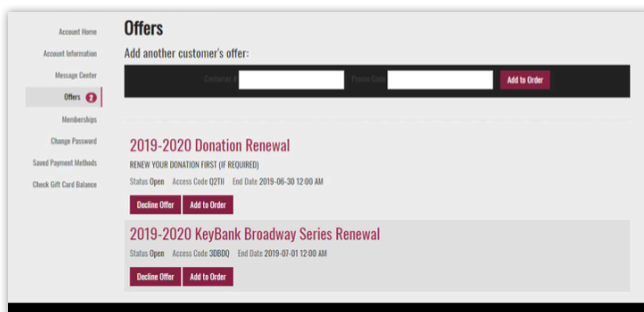 Account Home
Account Information
Message Center
Offers 2
Memberships
Change Password
Saved Payment Methods
Check Gift Card Balance
Offers
Add another customer's offer:
Customer # Promo Code Add to Order
2019-2020 Donation Renewal
RENEW YOUR DONATION FIRST (IF REQUIRED)
Status Open Access Code End Date 2019-06-30 12:00 AM
Decline Offer Add to Order
2019-2020 KeyBank Broadway Series Renewal
Status Open Access Code 3DBDQ End Date 2019-07-01 12:00 AM
Decline Offer Add to Order